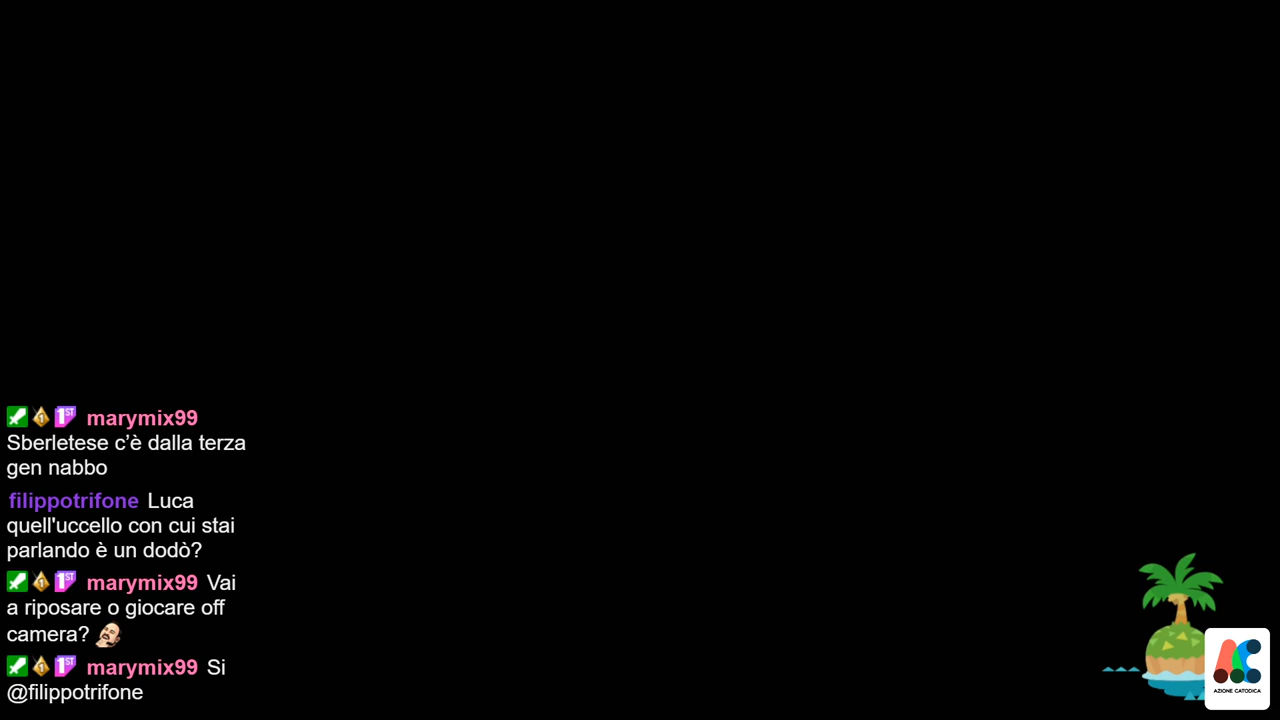 marymix99
Sberletese c'è dalla terza
gen nabbo
filippotrifone Luca
quell'uccello con cui stai
parlando è un dodò?
marymix99 Vai
a riposare o giocare off
camera?
marymix99 Si
@filippotrifone
AZIONE CATODICA